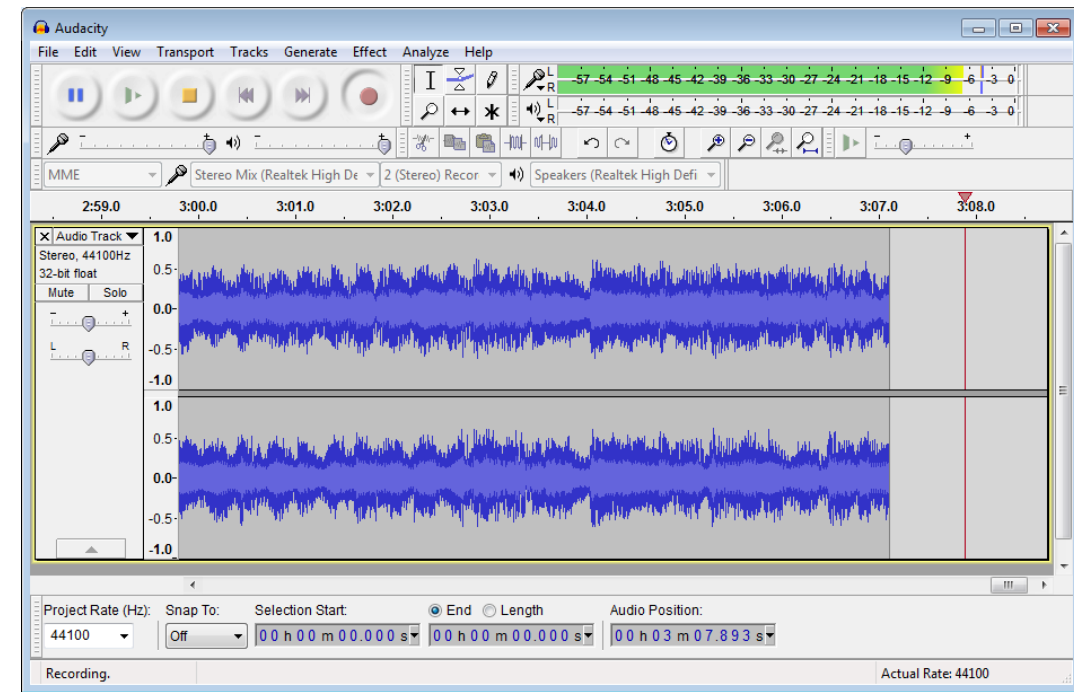 Audacity
File Edit View Transport Tracks Generate Effect Analyze Help
L -57 -54 -51 -48 -45 -42 -39 -36 -33 -30 -27 -24 -21 -18 -15 -12 -9 -6 -3 0
R
L -57 -54 -51 -48 -45 -42 -39 -36 -33 -30 -27 -24 -21 -18 -15 -12 -9 -6 -3 0
R
- + - + - +
MME Stereo Mix (Realtek High De 2 (Stereo) Recor Speakers (Realtek High Defi
2:59.0 3:00.0 3:01.0 3:02.0 3:03.0 3:04.0 3:05.0 3:06.0 3:07.0 3:08.0
X Audio Track 1.0
Stereo, 44100Hz
32-bit float 0.5
Mute Solo
- + 0.0
L R -0.5
-1.0
1.0
0.5
0.0
-0.5
-1.0
Project Rate (Hz): Snap To: Selection Start: End Length Audio Position:
44100 Off 00 h 00 m 00.000 s 00 h 00 m 00.000 s 00 h 03 m 07.893 s
Recording. Actual Rate: 44100